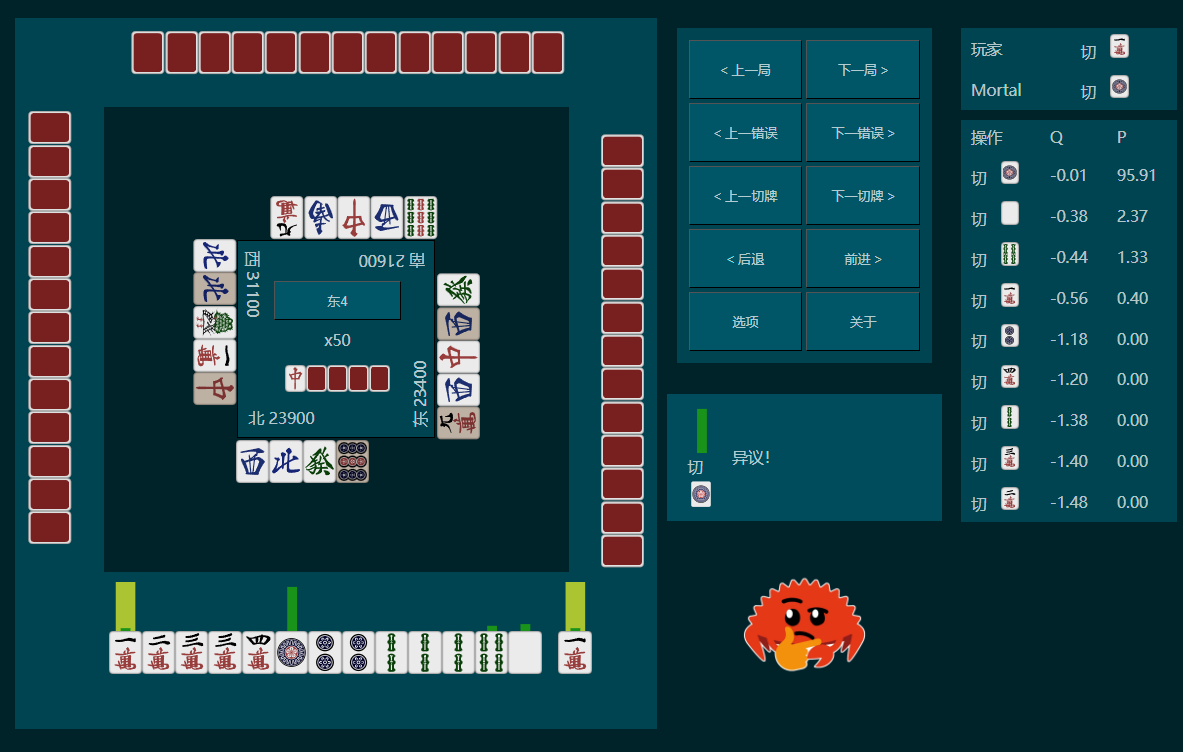 西 31100
南 21600
东4
x50
北 23900
东 23400
< 上一局
下一局 >
< 上一错误
下一错误 >
< 上一切牌
下一切牌 >
< 后退
前进 >
选项
关于
切
异议!
玩家 切
Mortal 切
操作 Q P
切 -0.01 95.91
切 -0.38 2.37
切 -0.44 1.33
切 -0.56 0.40
切 -1.18 0.00
切 -1.20 0.00
切 -1.38 0.00
切 -1.40 0.00
切 -1.48 0.00